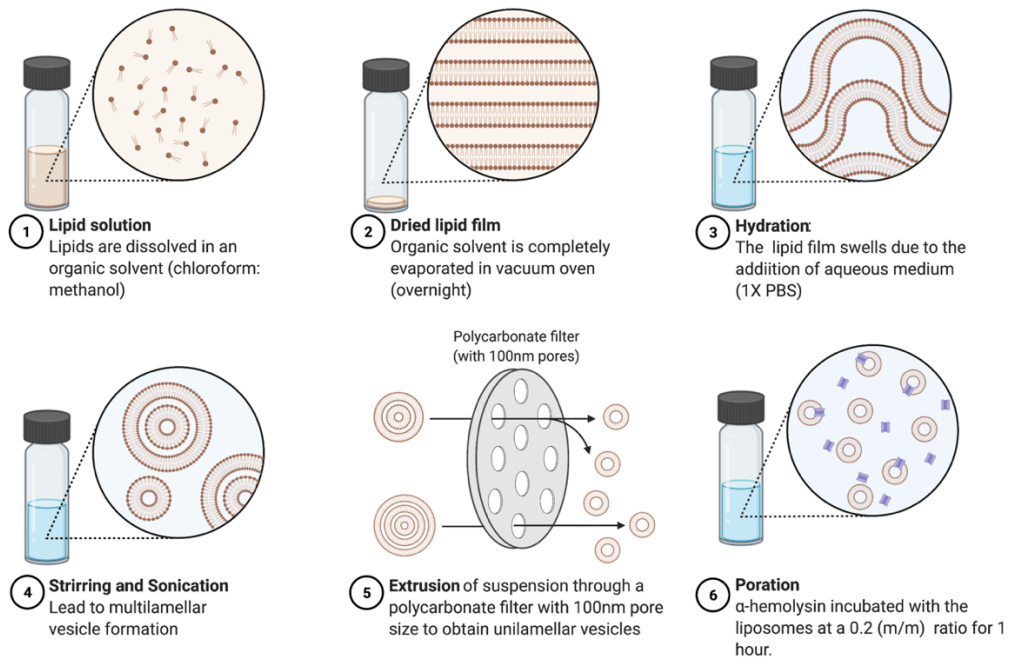 1
Lipid solution
Lipids are dissolved in an
organic solvent (chloroform:
methanol)
2
Dried lipid film
Organic solvent is completely
evaporated in vacuum oven
(overnight)
3
Hydration:
The lipid film swells due to the
addiition of aqueous medium
(1X PBS)
4
Strirring and Sonication
Lead to multilamellar
vesicle formation
Polycarbonate filter
(with 100nm pores)
5
Extrusion of suspension through a
polycarbonate filter with 100nm pore
size to obtain unilamellar vesicles
6
Poration
α-hemolysin incubated with the
liposomes at a 0.2 (m/m) ratio for 1
hour.